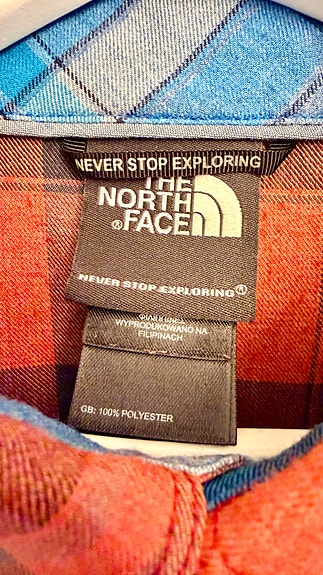 NEVER STOP EXPLORING
THE
NORTH
®FACE
NEVER STOP EXPLORING®
WYPRODUKOWANO NA
FILIPINACH
GB: 100% POLYESTER